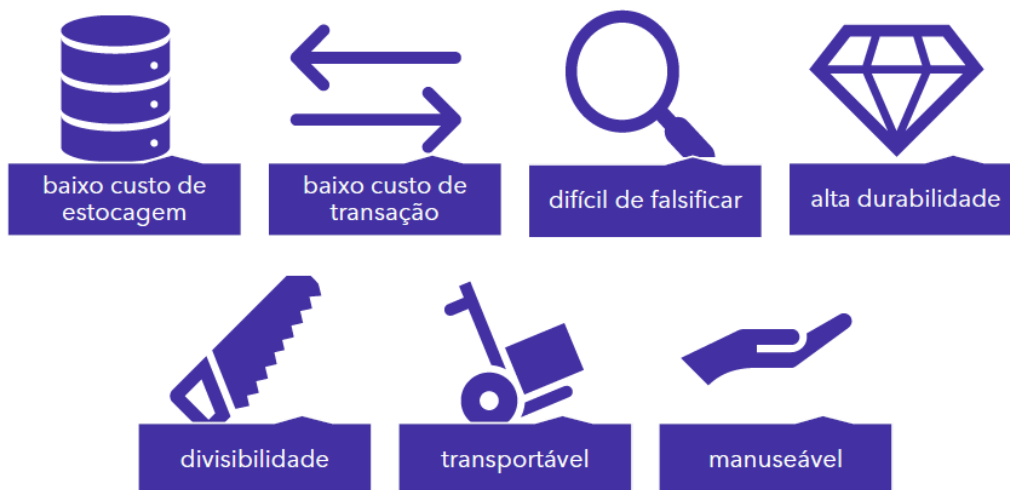 baixo custo de
estocagem
baixo custo de
transação
difícil de falsificar
alta durabilidade
divisibilidade
transportável
manuseável